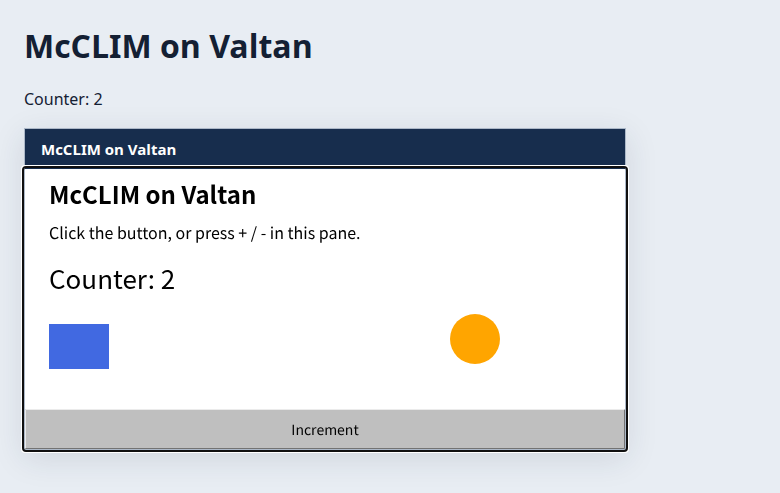 McCLIM on Valtan
Counter: 2
McCLIM on Valtan
McCLIM on Valtan
Click the button, or press + / - in this pane.
Counter: 2
Increment